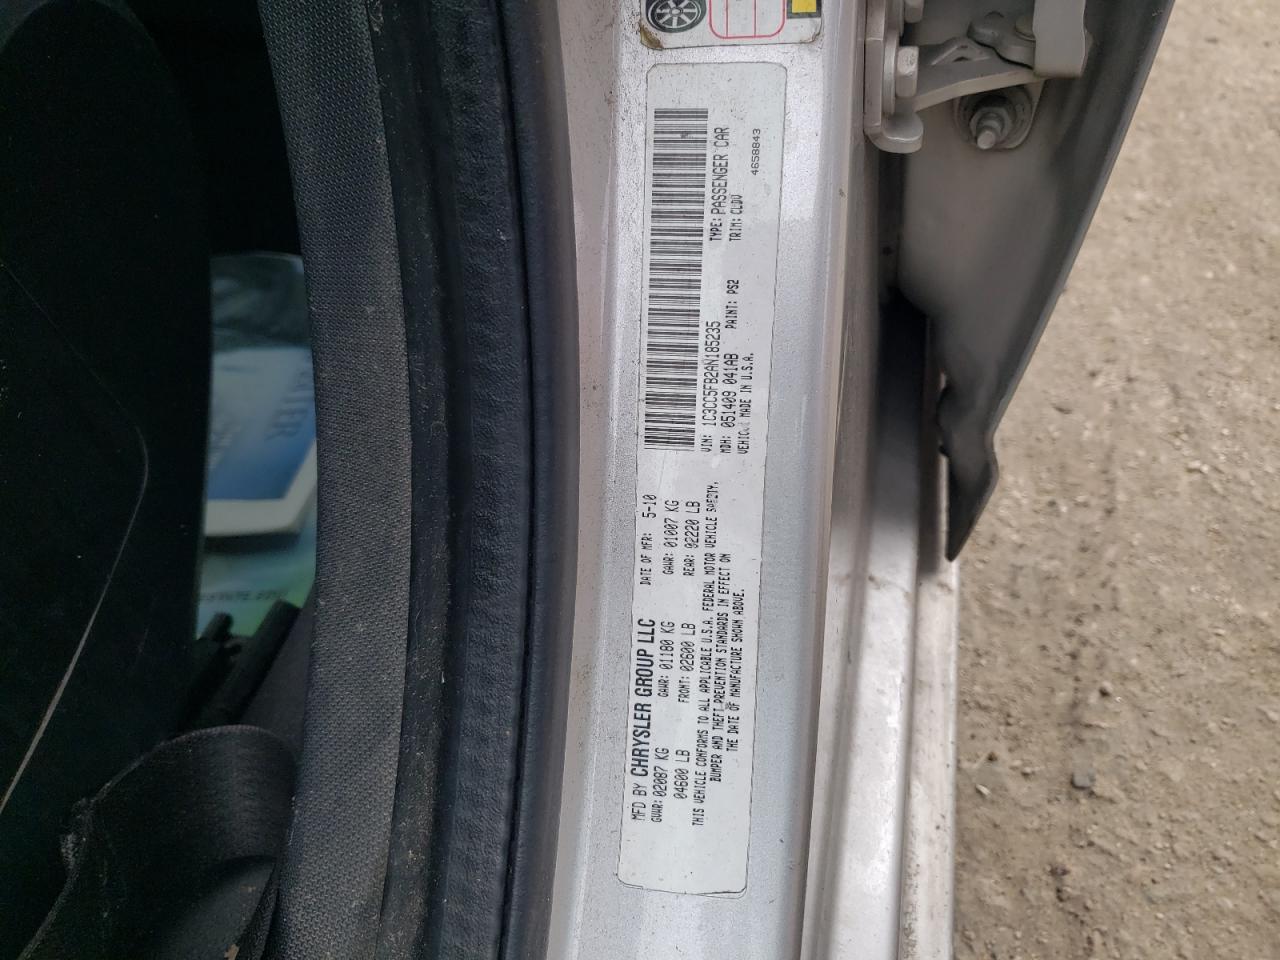 MFD BY CHRYSLER GROUP LLC DATE OF MFR: 5-10
GVWR: 02087 KG GAWR: 01180 KG GAWR: 01007 KG
04600 LB FRONT: 02600 LB REAR: 02220 LB
THIS VEHICLE CONFORMS TO ALL APPLICABLE U.S.A. FEDERAL MOTOR VEHICLE SAFETY,
BUMPER AND THEFT PREVENTION STANDARDS IN EFFECT ON
THE DATE OF MANUFACTURE SHOWN ABOVE.
VIN: 1C3CC5FB2AN185235 TYPE: PASSENGER CAR
MDH: 051409 041AB PAINT: PS2 TRIM: CLDV
VEHICLE MADE IN U.S.A.
4658843